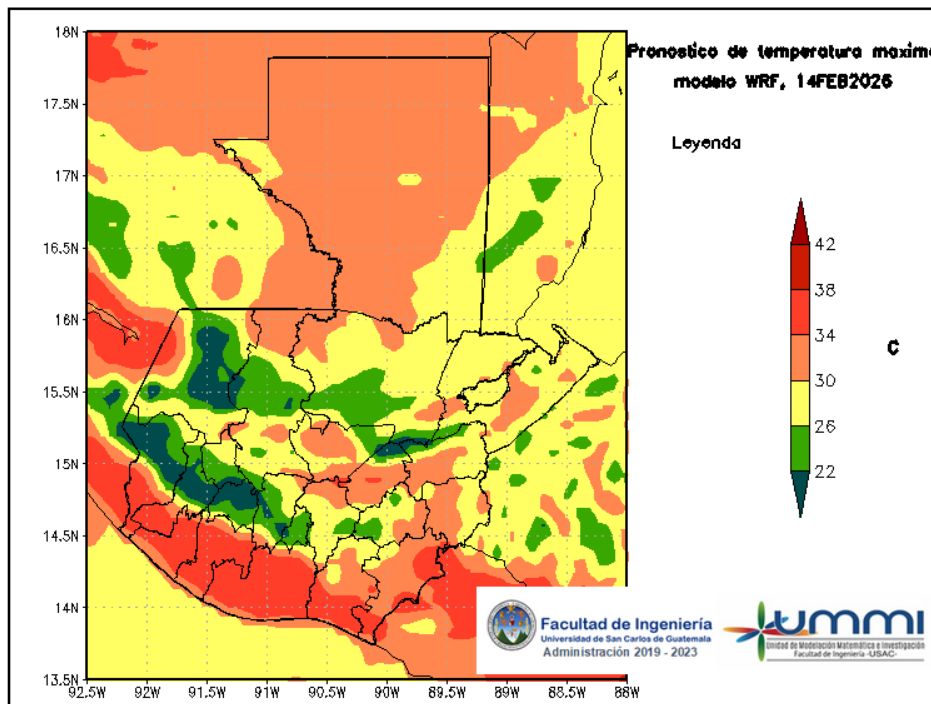 Pronostico de temperatura maxima
modelo WRF, 14FEB2026
Leyenda
42
38
34
30
26
22
C
18N
17.5N
17N
16.5N
16N
15.5N
15N
14.5N
14N
13.5N
92.5W
92W
91.5W
91W
90.5W
90W
89.5W
89W
88.5W
88W
Facultad de Ingeniería
Universidad de San Carlos de Guatemala
Administración 2019 - 2023
UMMI
Unidad de Modelación Matemática e Investigación
Facultad de Ingeniería -USAC-